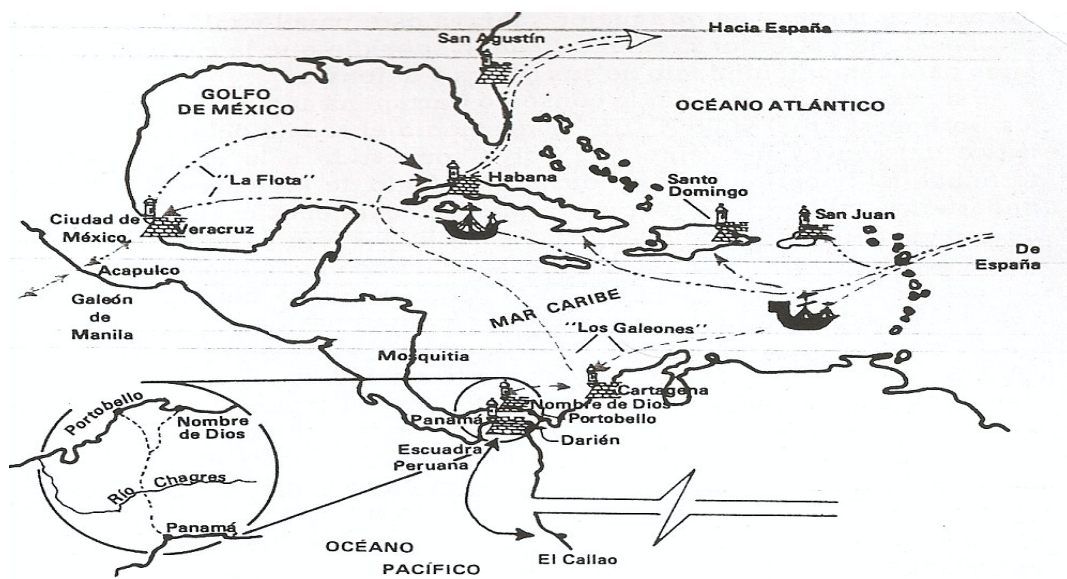 San Agustín
Hacia España
GOLFO
DE MÉXICO
OCÉANO ATLÁNTICO
"La Flota"
Habana
Santo
Domingo
San Juan
Ciudad de
México
Veracruz
De
España
Acapulco
Galeón
de
Manila
MAR CARIBE
"Los Galeones"
Mosquitia
Cartagena
Nombre de Dios
Panamá
Portobello
Darién
Escuadra
Peruana
Portobello
Nombre
de Dios
Río Chagres
Panamá
El Callao
OCÉANO
PACÍFICO